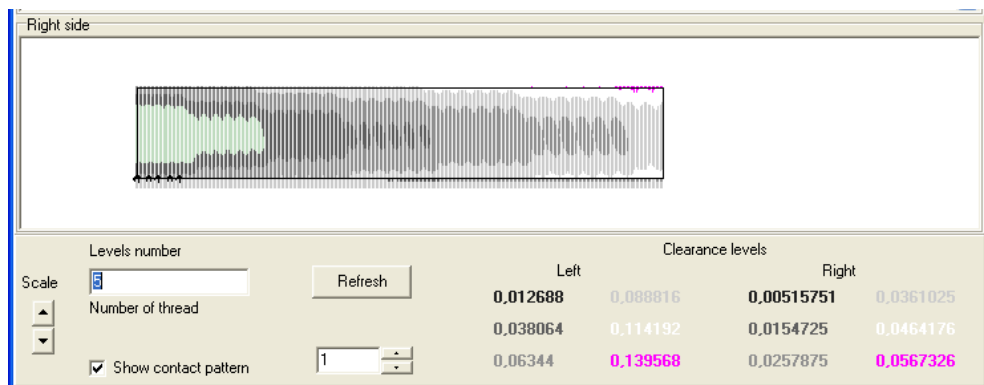 Right side
Levels number
Clearance levels
Left
Right
Scale
5
Refresh
0,012688
0,088816
0,00515751
0,0361025
Number of thread
0,038064
0,114192
0,0154725
0,0464176
Show contact pattern
1
0,06344
0,139568
0,0257875
0,0567326